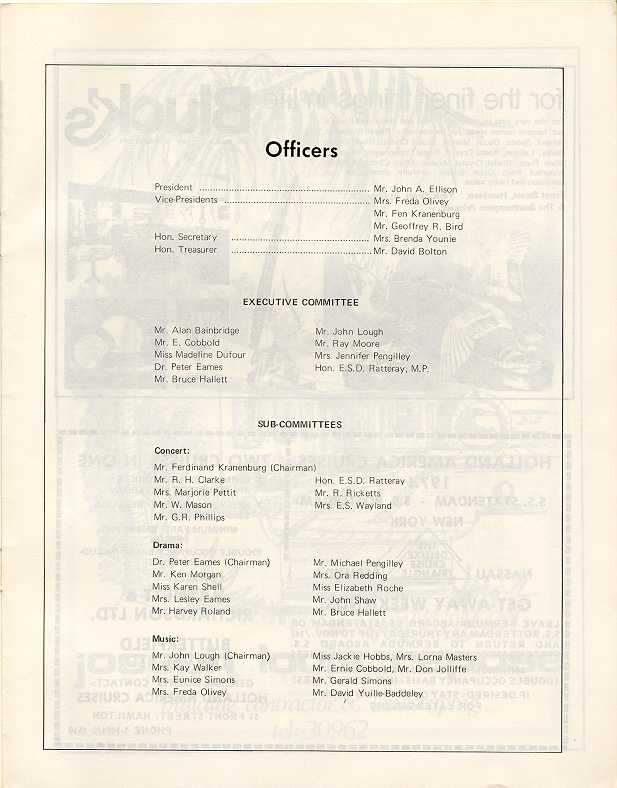 Officers
President ........ Mr. John A. Ellison
Vice-Presidents ........ Mrs. Freda Olivey
Mr. Fen Kranenburg
Mr. Geoffrey R. Bird
Hon. Secretary ........ Mrs. Brenda Younie
Hon. Treasurer ........ Mr. David Bolton
EXECUTIVE COMMITTEE
Mr. Alan Bainbridge Mr. John Lough
Mr. E. Cobbold Mr. Ray Moore
Miss Madeline Dufour Mrs. Jennifer Pengilley
Dr. Peter Eames Hon. E.S.D. Ratteray, M.P.
Mr. Bruce Hallett
SUB-COMMITTEES
Concert:
Mr. Ferdinand Kranenburg (Chairman)
Mr. R. H. Clarke Hon. E.S.D. Ratteray
Mrs. Marjorie Pettit Mr. R. Ricketts
Mr. W. Mason Mrs. E.S. Wayland
Mr. G.R. Phillips
Drama:
Dr. Peter Eames (Chairman) Mr. Michael Pengilley
Mr. Ken Morgan Mrs. Ora Redding
Miss Karen Shell Miss Elizabeth Roche
Mrs. Lesley Eames Mr. John Shaw
Mr. Harvey Roland Mr. Bruce Hallett
Music:
Mr. John Lough (Chairman) Miss Jackie Hobbs, Mrs. Lorna Masters
Mrs. Kay Walker Mr. Ernie Cobbold, Mr. Don Jolliffe
Mrs. Eunice Simons Mr. Gerald Simons
Mrs. Freda Olivey Mr. David Yuille-Baddeley